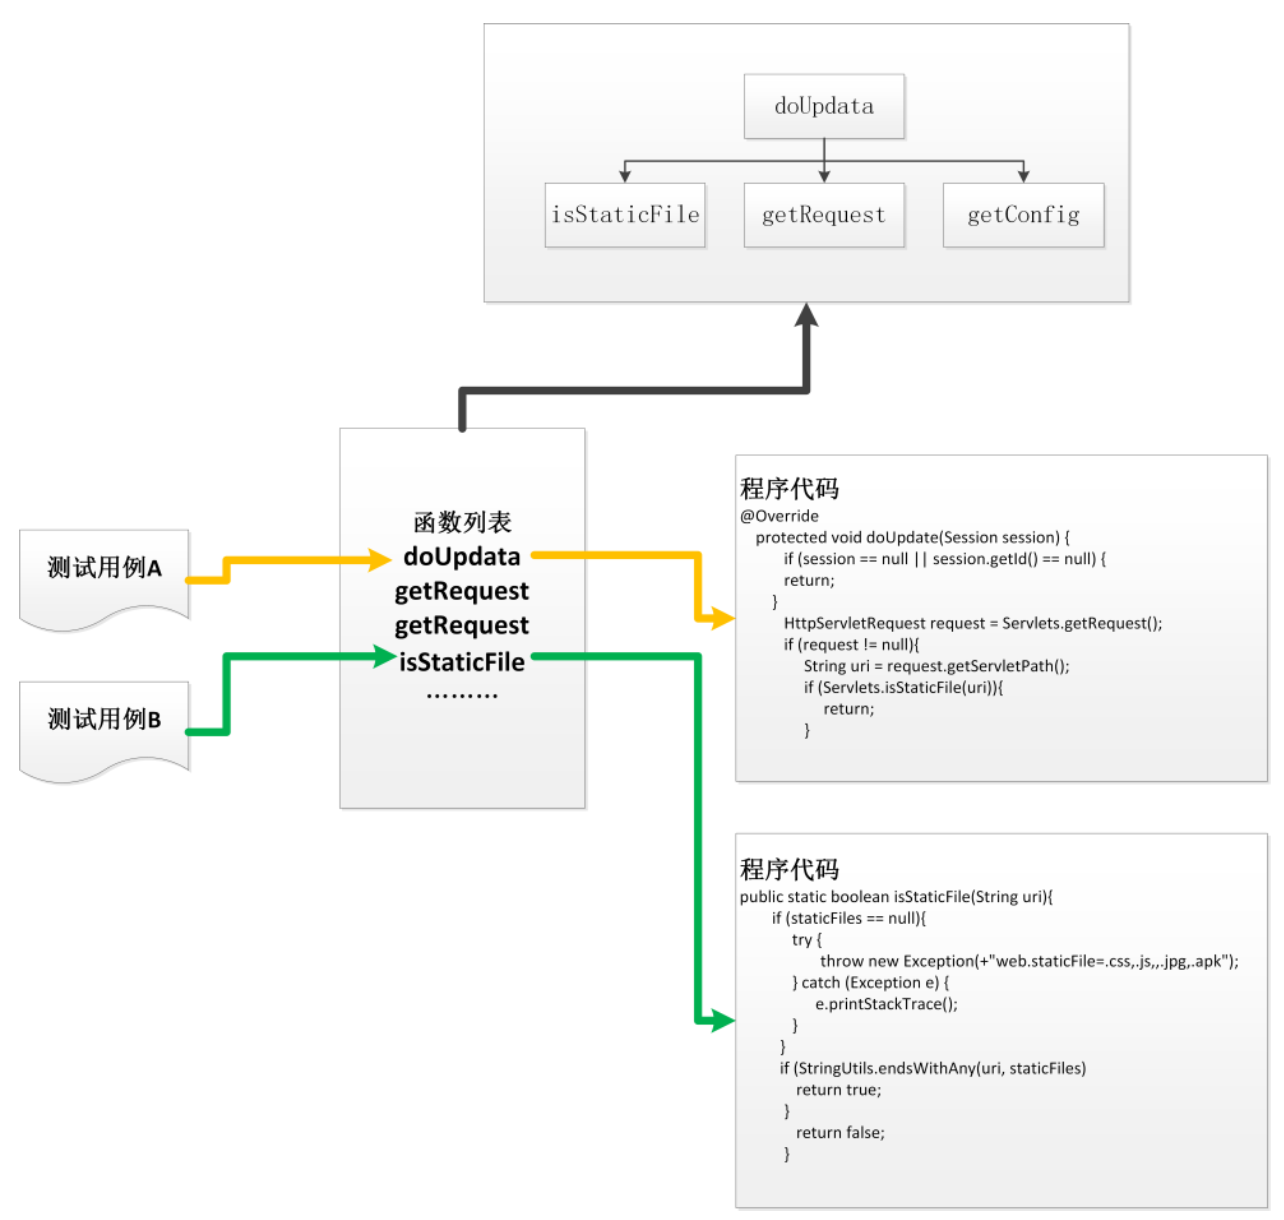 doUpdata
isStaticFile
getRequest
getConfig
函数列表
doUpdata
getRequest
getRequest
isStaticFile
………
测试用例A
测试用例B
程序代码
@Override
protected void doUpdate(Session session) {
if (session == null || session.getId() == null) {
return;
}
HttpServletRequest request = Servlets.getRequest();
if (request != null){
String uri = request.getServletPath();
if (Servlets.isStaticFile(uri)){
return;
}
程序代码
public static boolean isStaticFile(String uri){
if (staticFiles == null){
try {
throw new Exception(+"web.staticFile=.css,.js,,.jpg,.apk");
} catch (Exception e) {
e.printStackTrace();
}
}
if (StringUtils.endsWithAny(uri, staticFiles)
return true;
}
return false;
}